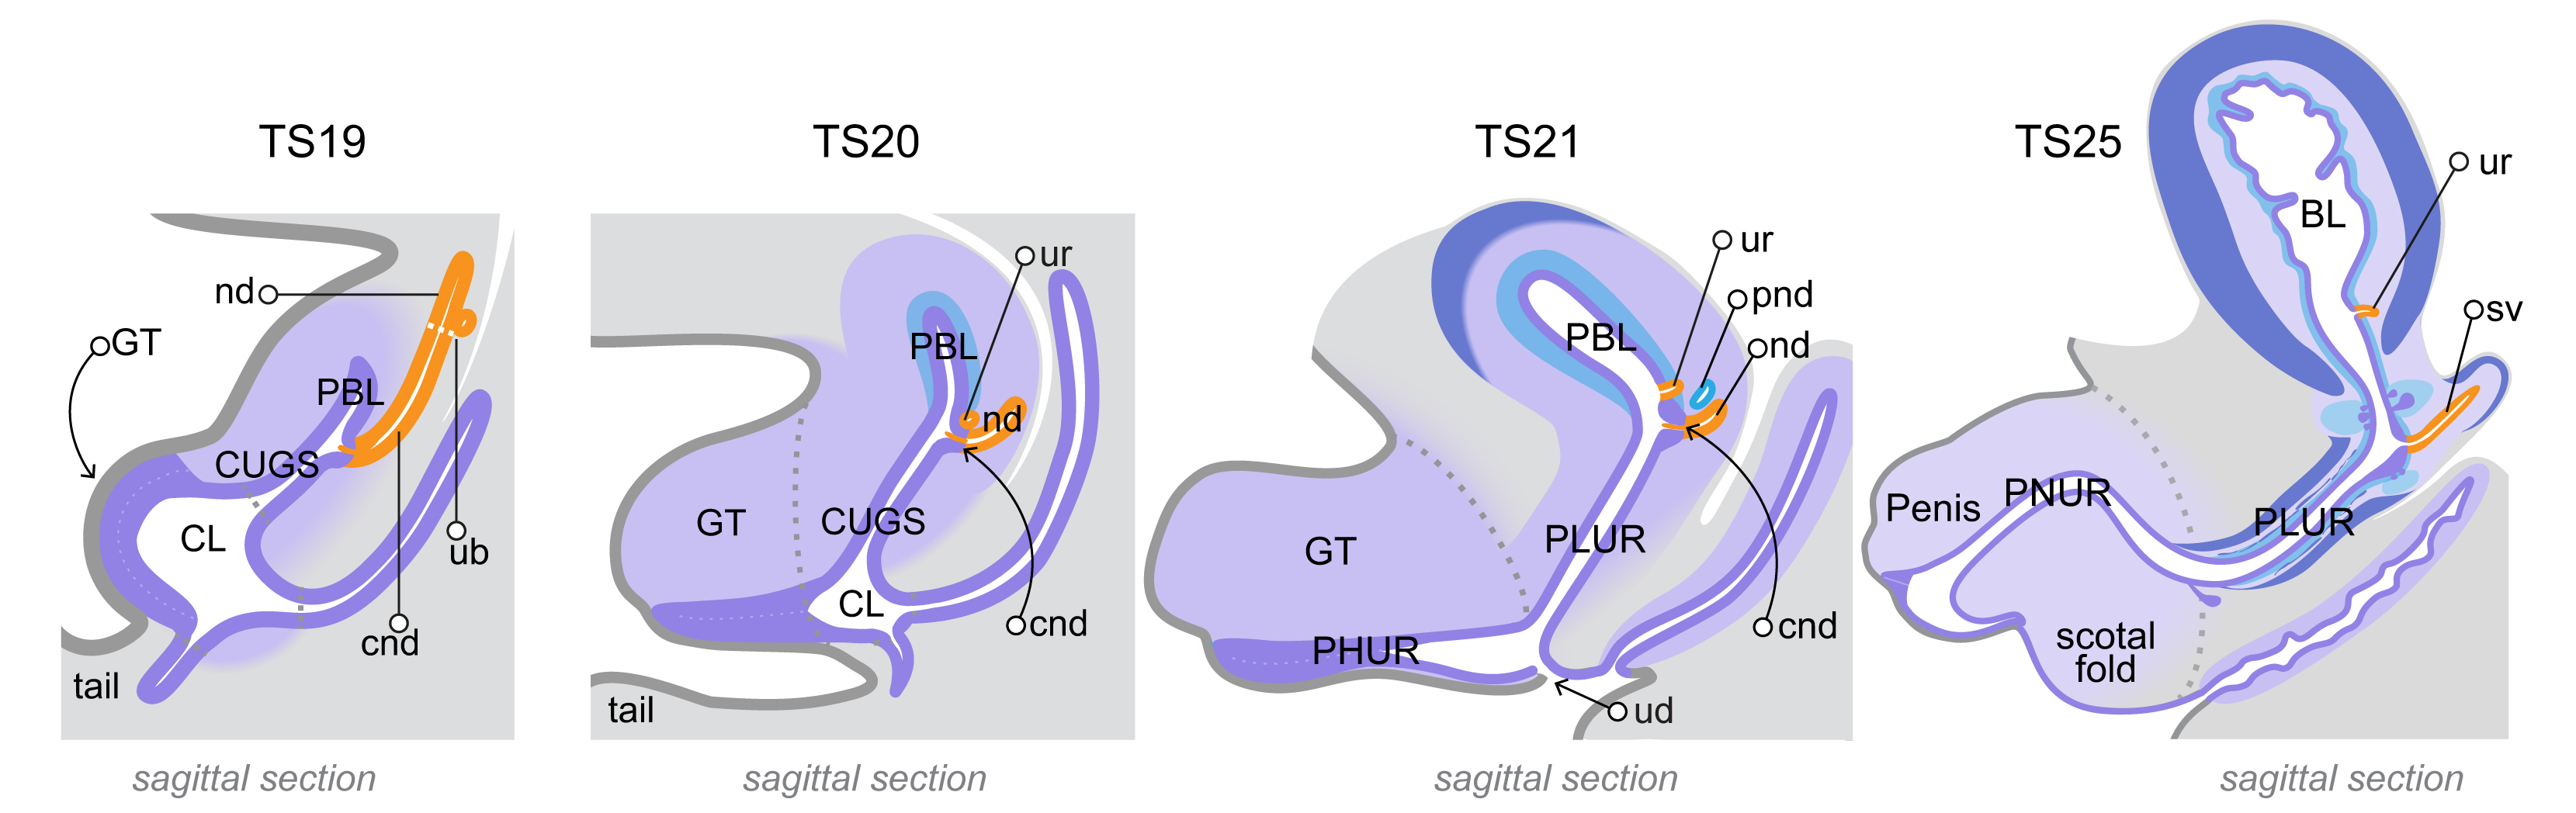 TS19
nd
GT
PBL
CUGS
CL
ub
cnd
tail
sagittal section
TS20
ur
PBL
nd
GT
CUGS
CL
cnd
tail
sagittal section
TS21
ur
pnd
nd
PBL
GT
PLUR
PHUR
cnd
ud
sagittal section
TS25
ur
BL
sv
Penis
PNUR
PLUR
scotal
fold
sagittal section